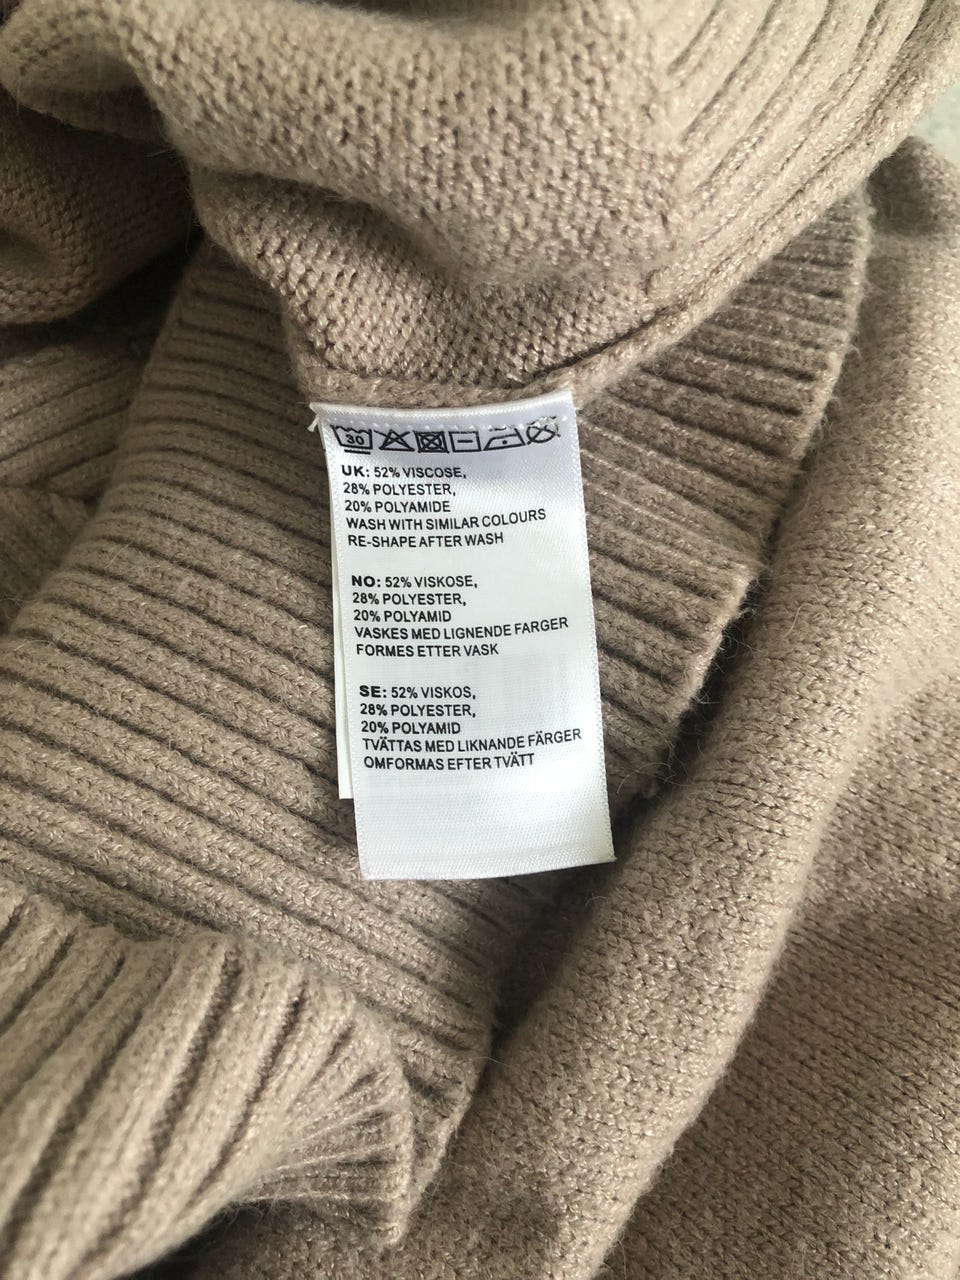 30
UK: 52% VISCOSE,
28% POLYESTER,
20% POLYAMIDE
WASH WITH SIMILAR COLOURS
RE-SHAPE AFTER WASH
NO: 52% VISKOSE,
28% POLYESTER,
20% POLYAMID
VASKES MED LIGNENDE FARGER
FORMES ETTER VASK
SE: 52% VISKOS,
28% POLYESTER,
20% POLYAMID
TVÄTTAS MED LIKNANDE FÄRGER
OMFORMAS EFTER TVÄTT